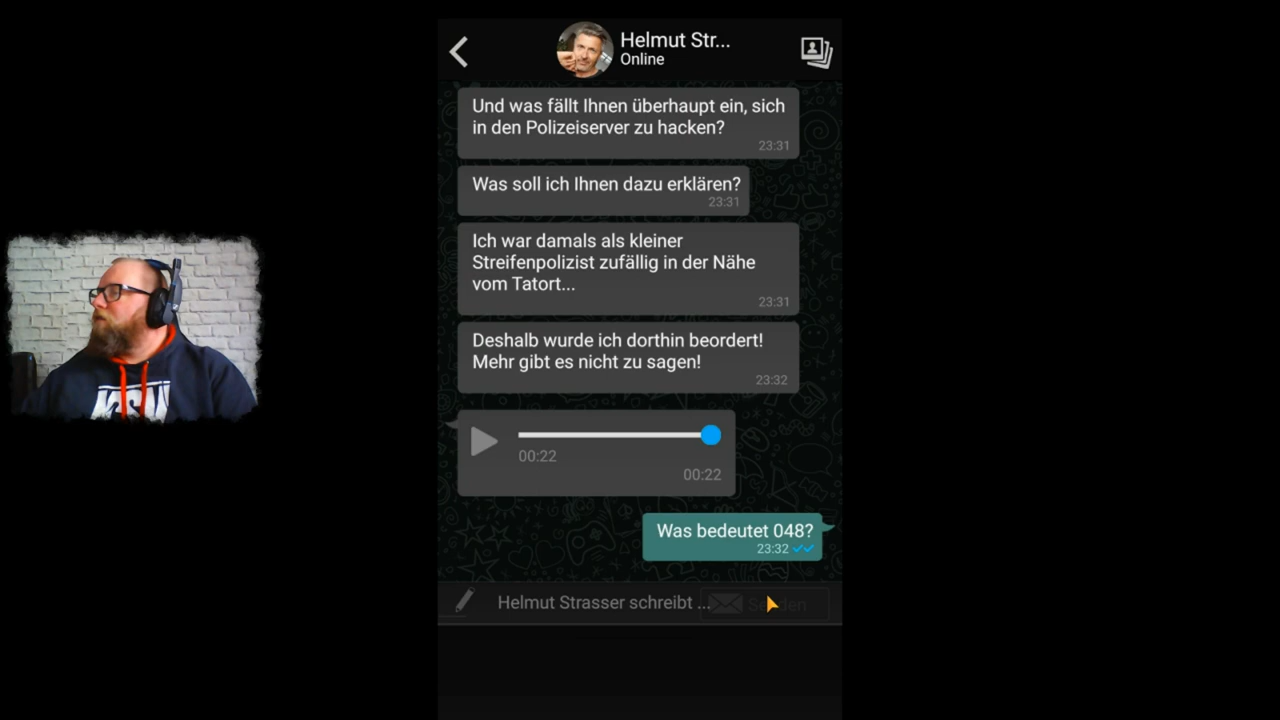 Helmut Str...
Online
Und was fällt Ihnen überhaupt ein, sich
in den Polizeiserver zu hacken?
23:31
Was soll ich Ihnen dazu erklären?
23:31
Ich war damals als kleiner
Streifenpolizist zufällig in der Nähe
vom Tatort...
23:31
Deshalb wurde ich dorthin beordert!
Mehr gibt es nicht zu sagen!
23:32
00:22
00:22
Was bedeutet 048?
23:32
Helmut Strasser schreibt ...